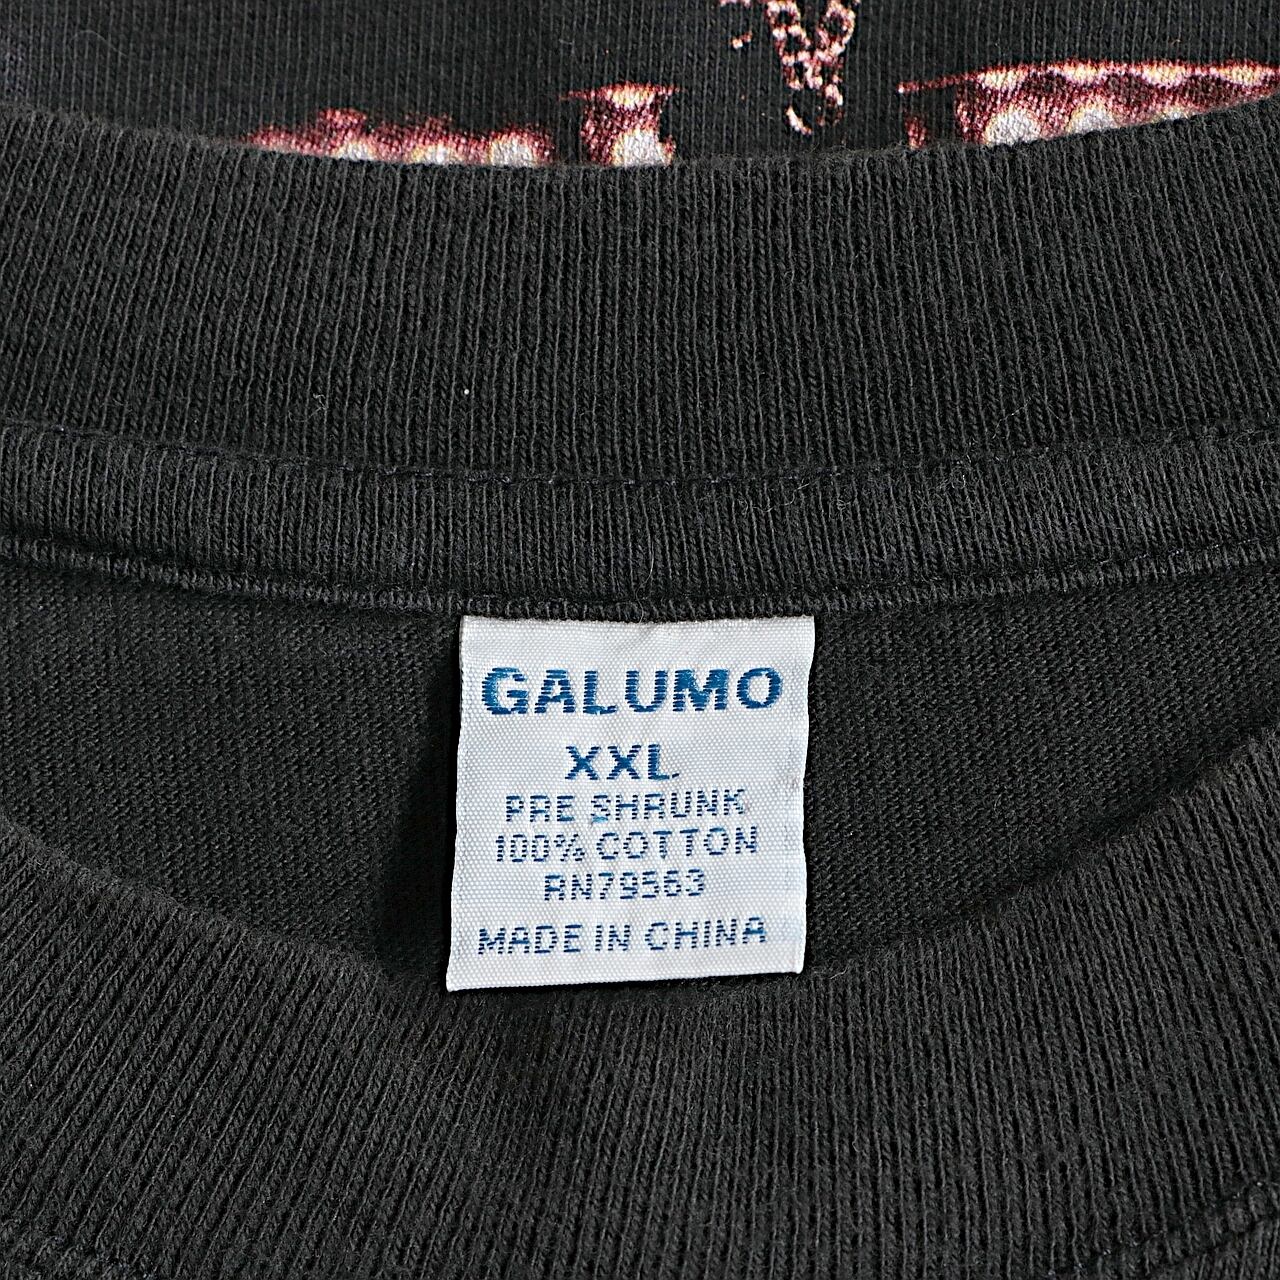 GALUMO
XXL
PRE SHRUNK
100% COTTON
RN79563
MADE IN CHINA